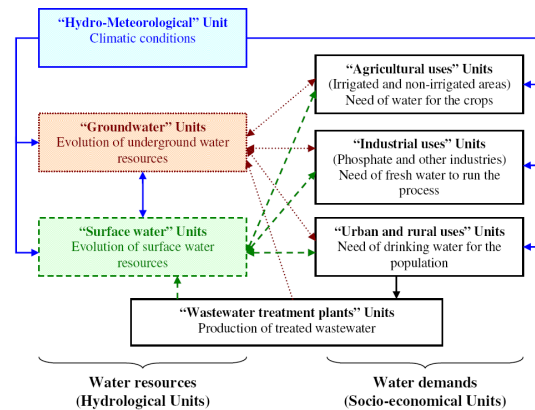 “Hydro-Meteorological” Unit
Climatic conditions
“Agricultural uses” Units
(Irrigated and non-irrigated areas)
Need of water for the crops
“Groundwater” Units
Evolution of underground water
resources
“Industrial uses” Units
(Phosphate and other industries)
Need of fresh water to run the
process
“Surface water” Units
Evolution of surface water
resources
“Urban and rural uses” Units
Need of drinking water for the
population
“Wastewater treatment plants” Units
Production of treated wastewater
Water resources
(Hydrological Units)
Water demands
(Socio-economical Units)